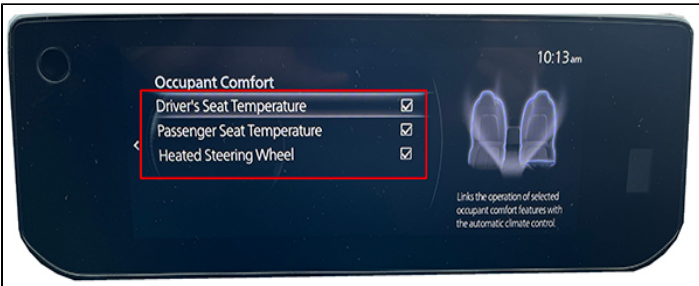 10:13am
Occupant Comfort
Driver's Seat Temperature
Passenger Seat Temperature
Heated Steering Wheel
Links the operation of selected
occupant comfort features with
the automatic climate control.